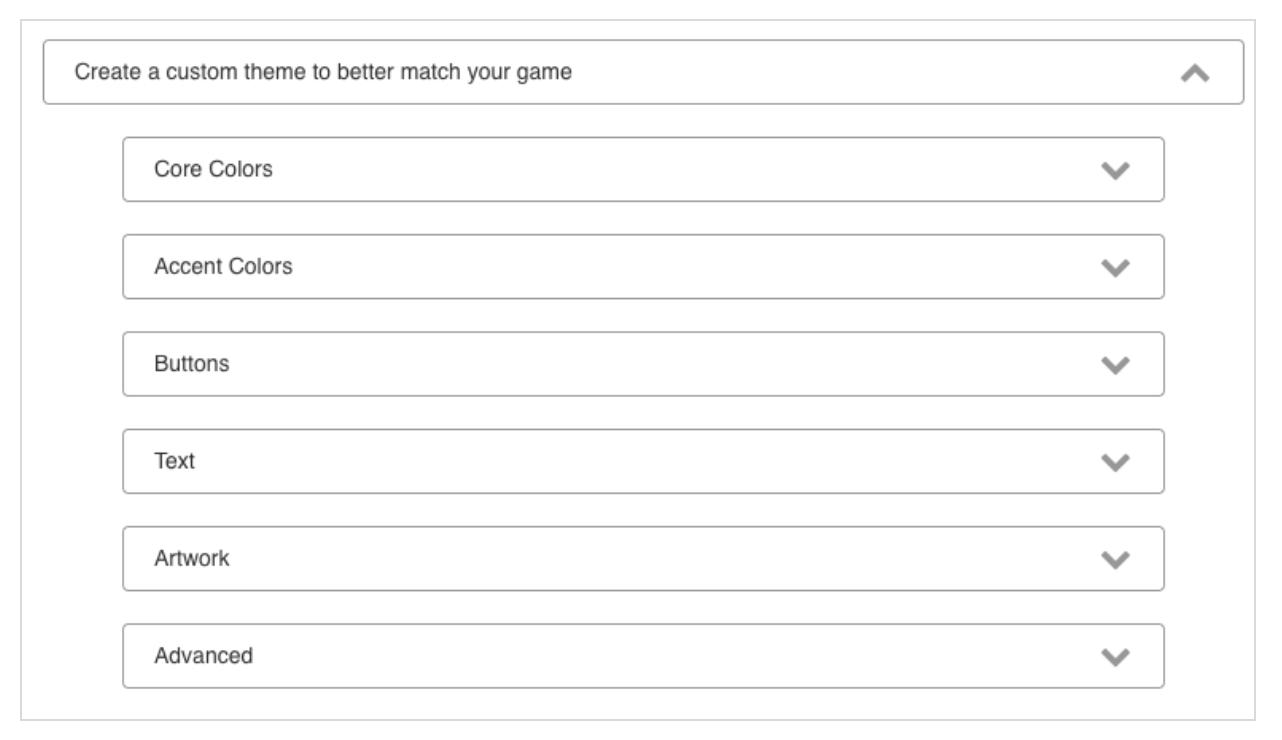 Create a custom theme to better match your game
Core Colors
Accent Colors
Buttons
Text
Artwork
Advanced